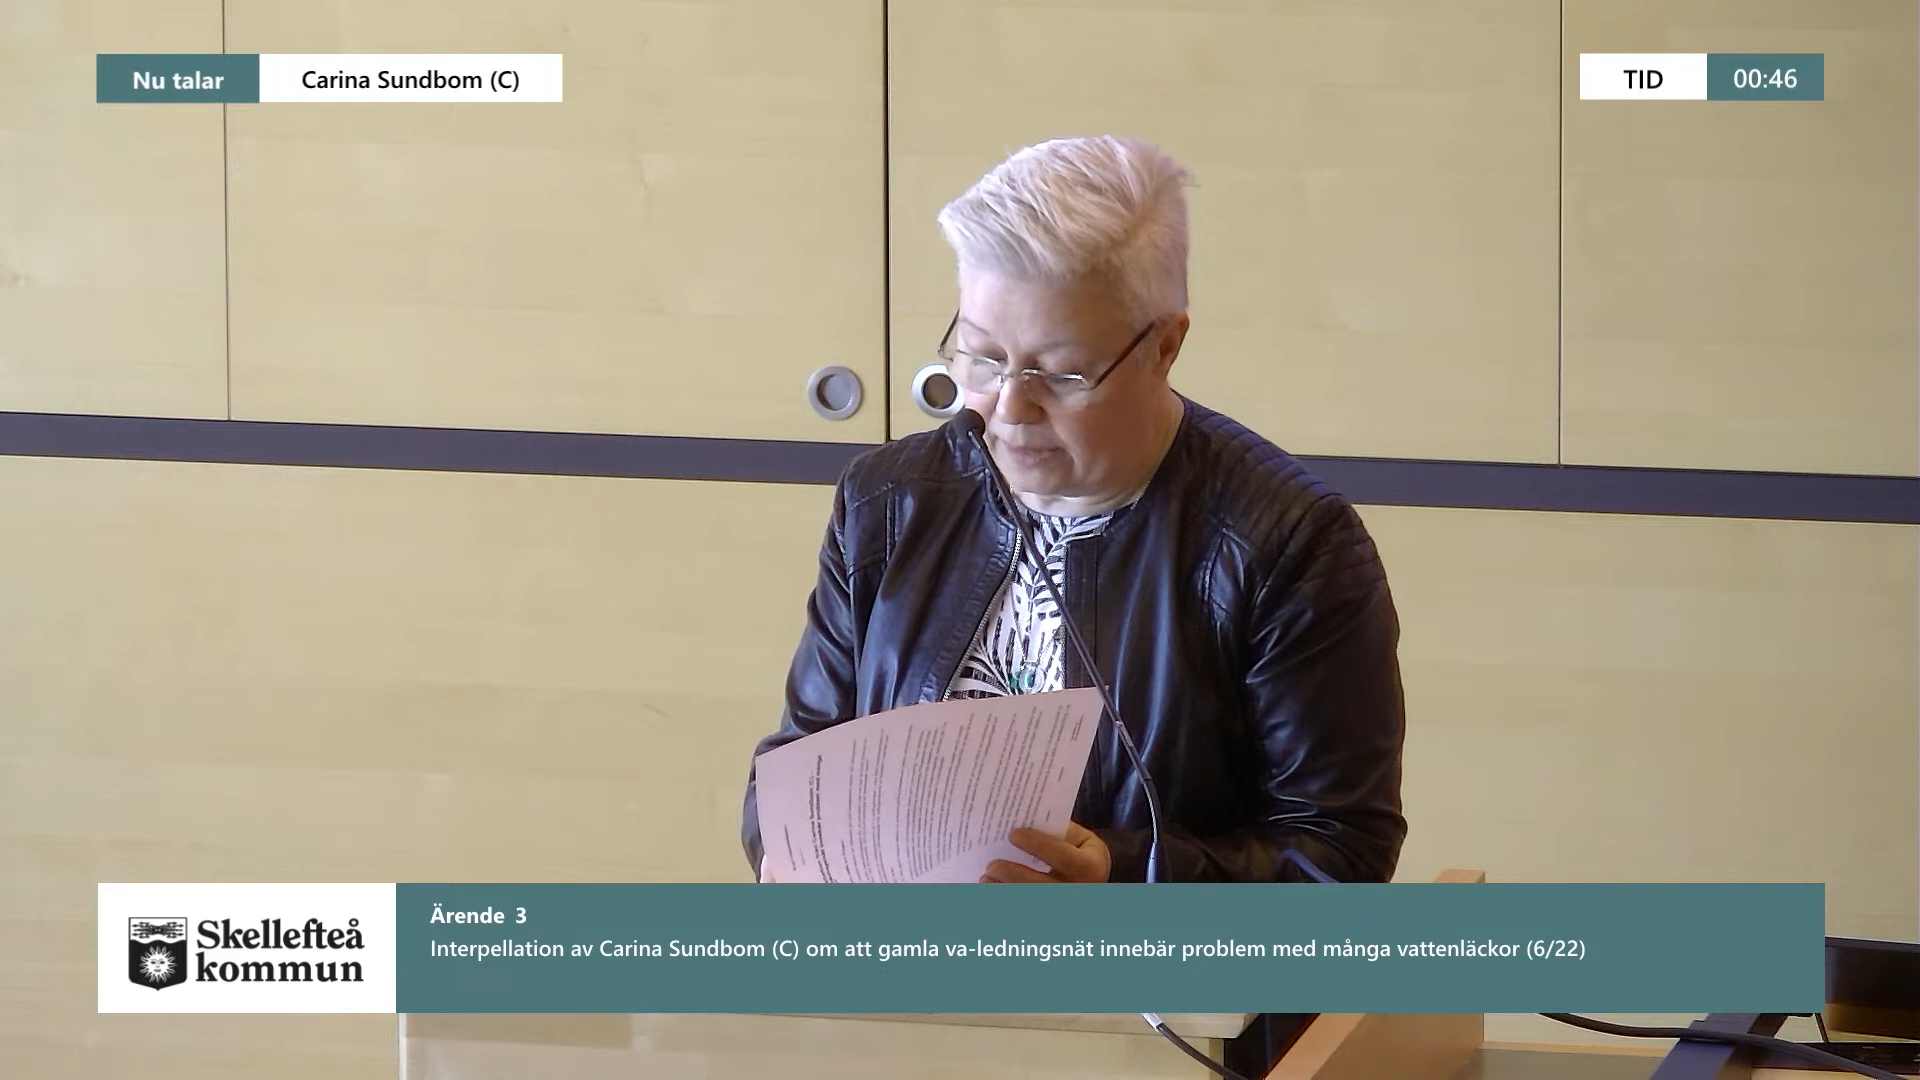 Nu talar
Carina Sundbom (C)
TID
00:46
Skellefteå
kommun
Ärende 3
Interpellation av Carina Sundbom (C) om att gamla va-ledningsnät innebär problem med många vattenläckor (6/22)